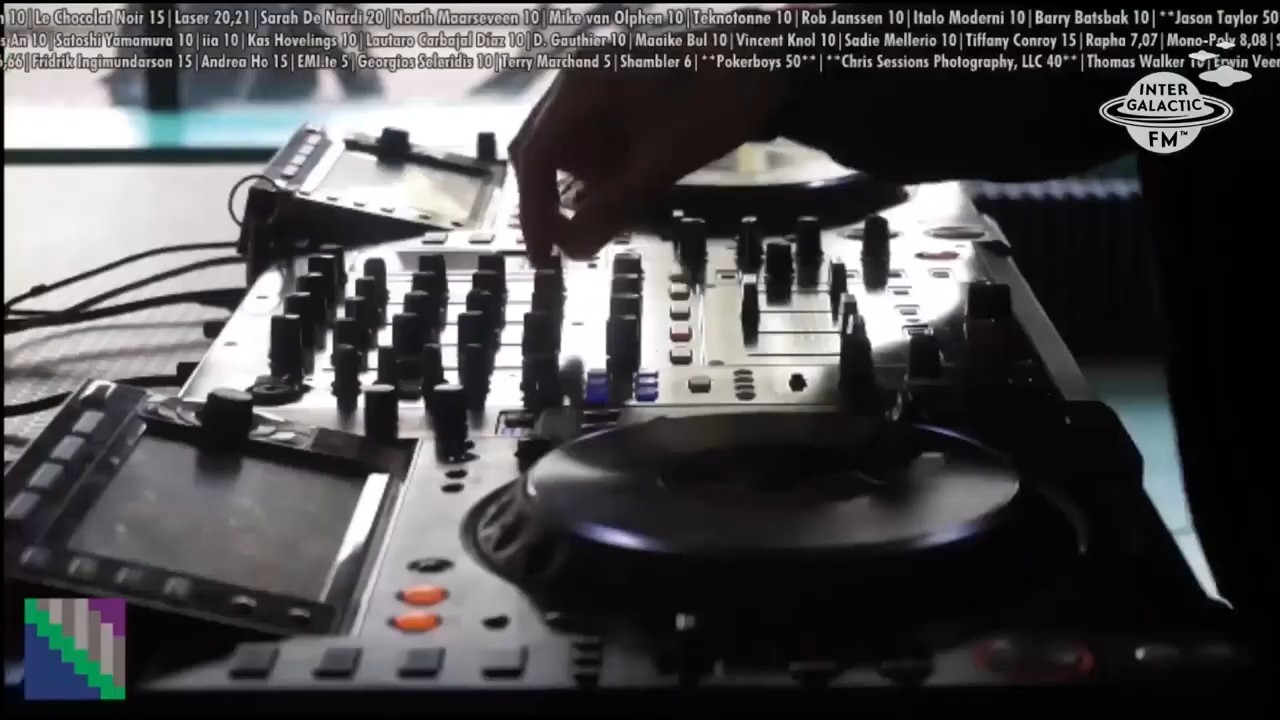 10 | Le Chocolat Noir 15 | Laser 20,21 | Sarah De Nardi 20 | Nouth Maarseveen 10 | Mike van Olphen 10 | Teknotonne 10 | Rob Janssen 10 | Italo Moderni 10 | Barry Batsbak 10 | **Jason Taylor 50
s An 10 | Satoshi Yamamura 10 | iia 10 | Kas Hovelings 10 | Lautaro Carbajal Díaz 10 | D. Gauthier 10 | Maaike Bul 10 | Vincent Knol 10 | Sadie Mellerio 10 | Tiffany Conroy 15 | Rapha 7,07 | Mono-Poly 8,08 | S
,66 | Fridrik Ingimundarson 15 | Andrea Ho 15 | EMI.te 5 | Georgios Seleridis 10 | Terry Marchand 5 | Shambler 6 | **Pokerboys 50** | **Chris Sessions Photography, LLC 40** | Thomas Walker 10 | Erwin Veer
INTER
GALACTIC
FM™